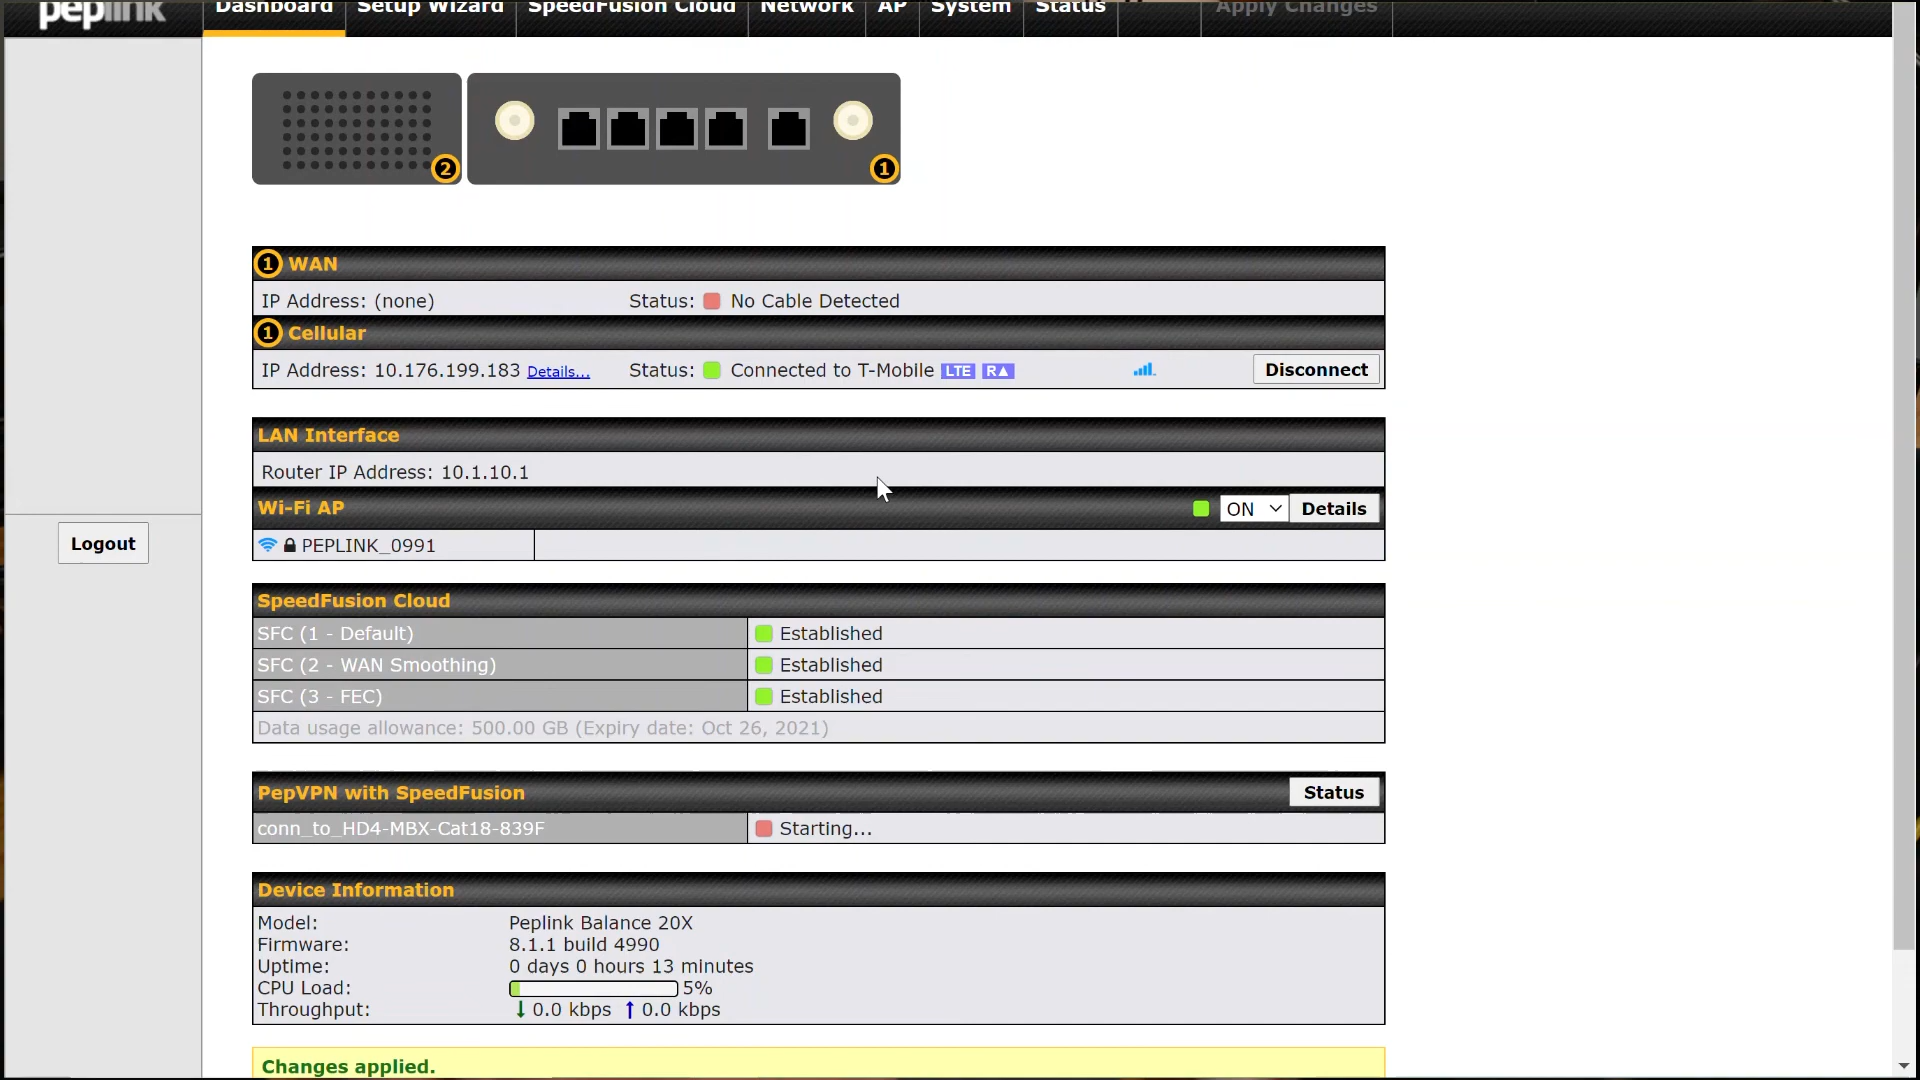 peplink
Dashboard Setup Wizard SpeedFusion Cloud Network AP System Status Apply Changes
2 1
1 WAN
IP Address: (none) Status: No Cable Detected
1 Cellular
IP Address: 10.176.199.183 Details... Status: Connected to T-Mobile LTE R▲ Disconnect
LAN Interface
Router IP Address: 10.1.10.1
Wi-Fi AP ON Details
PEPLINK_0991
Logout
SpeedFusion Cloud
SFC (1 - Default) Established
SFC (2 - WAN Smoothing) Established
SFC (3 - FEC) Established
Data usage allowance: 500.00 GB (Expiry date: Oct 26, 2021)
PepVPN with SpeedFusion Status
conn_to_HD4-MBX-Cat18-839F Starting...
Device Information
Model: Peplink Balance 20X
Firmware: 8.1.1 build 4990
Uptime: 0 days 0 hours 13 minutes
CPU Load: 5%
Throughput: ↓ 0.0 kbps ↑ 0.0 kbps
Changes applied.